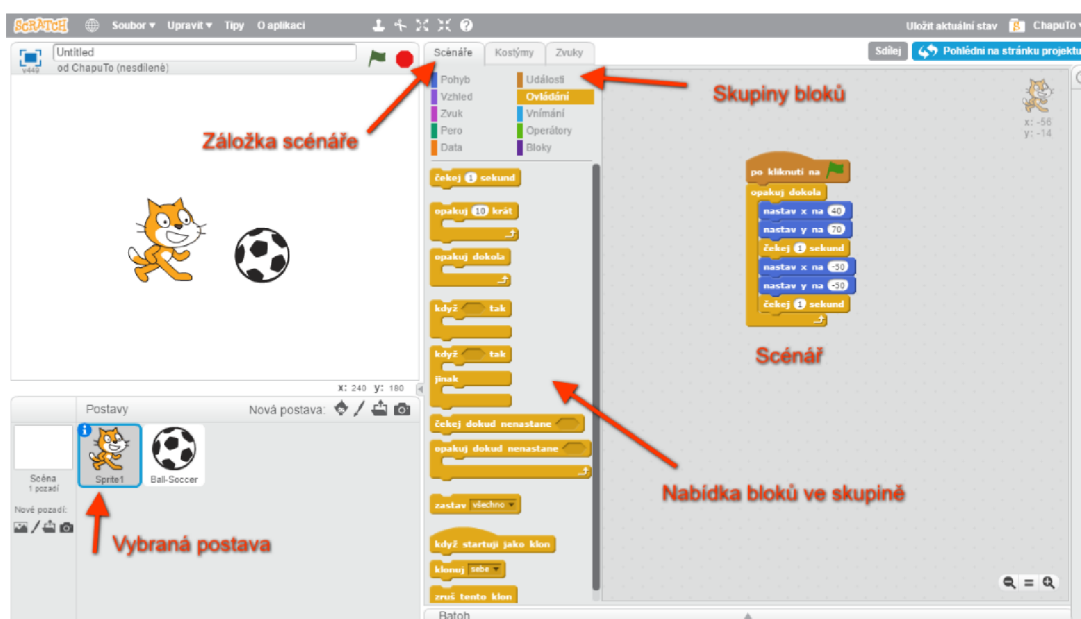 SCRATCH Soubor Upravit Tipy O aplikaci Uložit aktuální stav ChapuTo
Untitled
od ChapuTo (nesdílené)
v442
Scénáře Kostýmy Zvuky
Sdílej Pohlédni na stránku projektu
Pohyb Události
Vzhled Ovládání
Zvuk Vnímání
Pero Operátory
Data Bloky
Záložka scénáře
Skupiny bloků
x: -56
y: -14
čekej 1 sekund
opakuj 10 krát
opakuj dokola
když tak
když tak
jinak
čekej dokud nenastane
opakuj dokud nenastane
zastav všechno
když startuji jako klon
klonuj sebe
zruš tento klon
po kliknutí na
opakuj dokola
nastav x na 40
nastav y na 70
čekej 1 sekund
nastav x na -50
nastav y na -50
čekej 1 sekund
Scénář
Nabídka bloků ve skupině
x: 240 y: 180
Postavy Nová postava:
Scéna
1 pozadí
Sprite1 Ball-Soccer
Nové pozadí:
Vybraná postava
Batoh